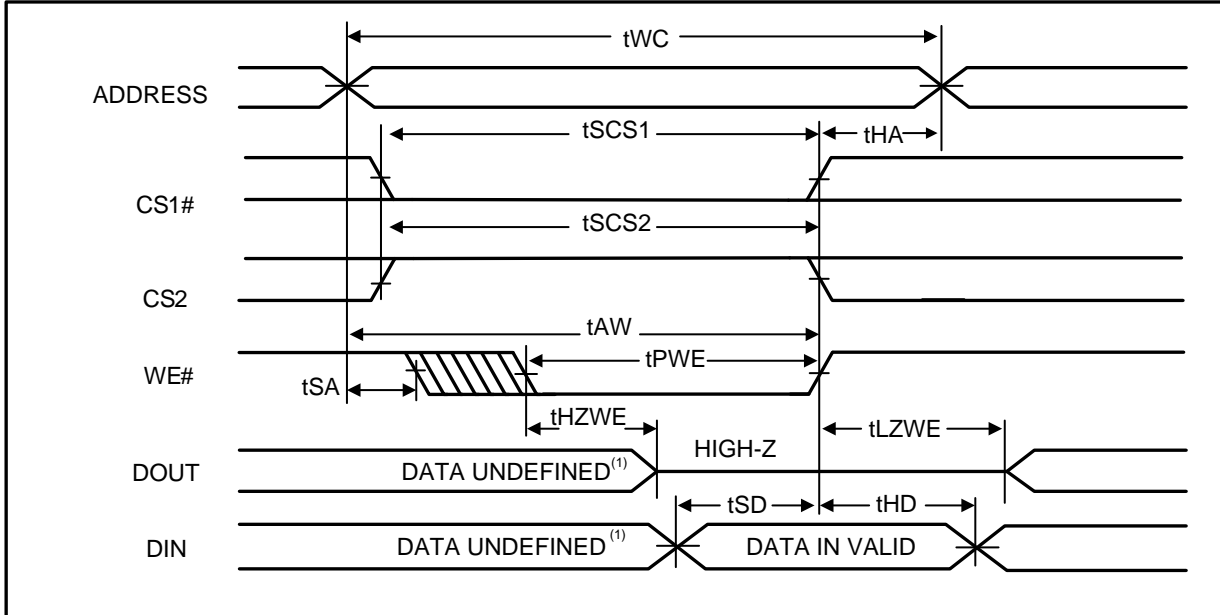 tWC
ADDRESS
tSCS1
tHA
CS1#
tSCS2
CS2
tAW
tPWE
WE#
tSA
tHZWE
tLZWE
HIGH-Z
DOUT
DATA UNDEFINED(1)
tSD
tHD
DIN
DATA UNDEFINED(1)
DATA IN VALID